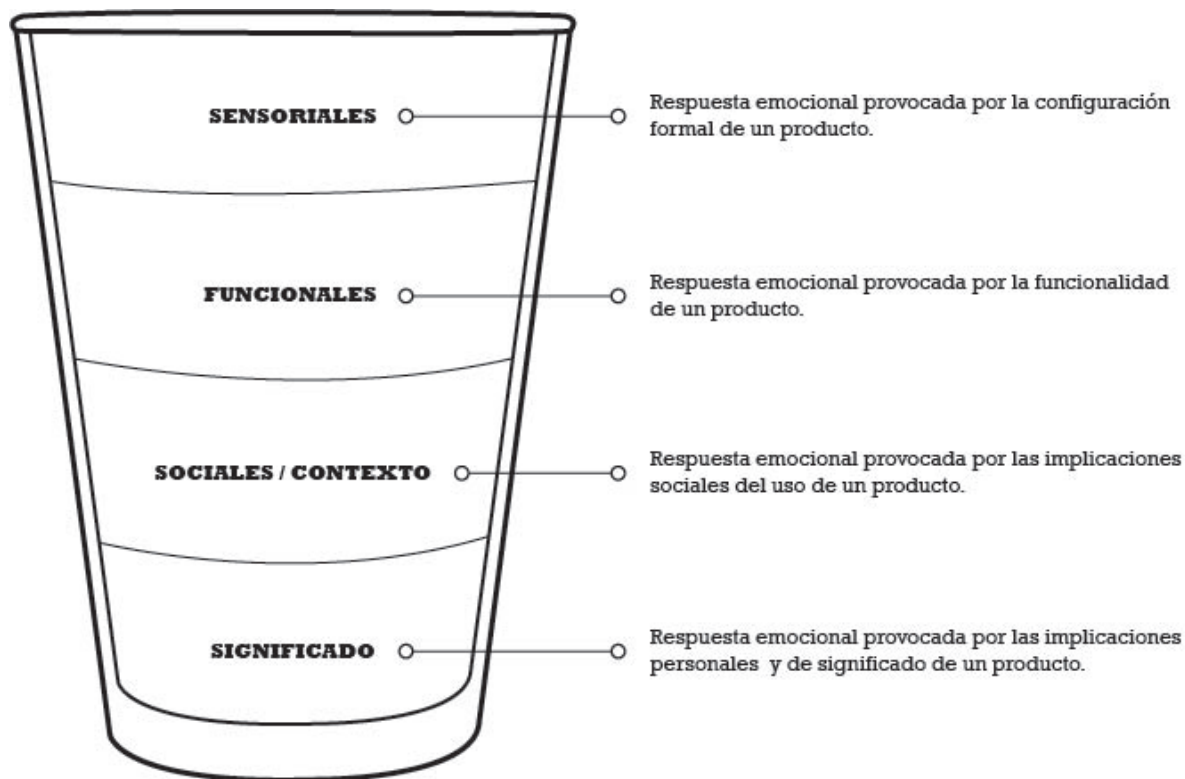 SENSORIALES
Respuesta emocional provocada por la configuración
formal de un producto.
FUNCIONALES
Respuesta emocional provocada por la funcionalidad
de un producto.
SOCIALES / CONTEXTO
Respuesta emocional provocada por las implicaciones
sociales del uso de un producto.
SIGNIFICADO
Respuesta emocional provocada por las implicaciones
personales y de significado de un producto.